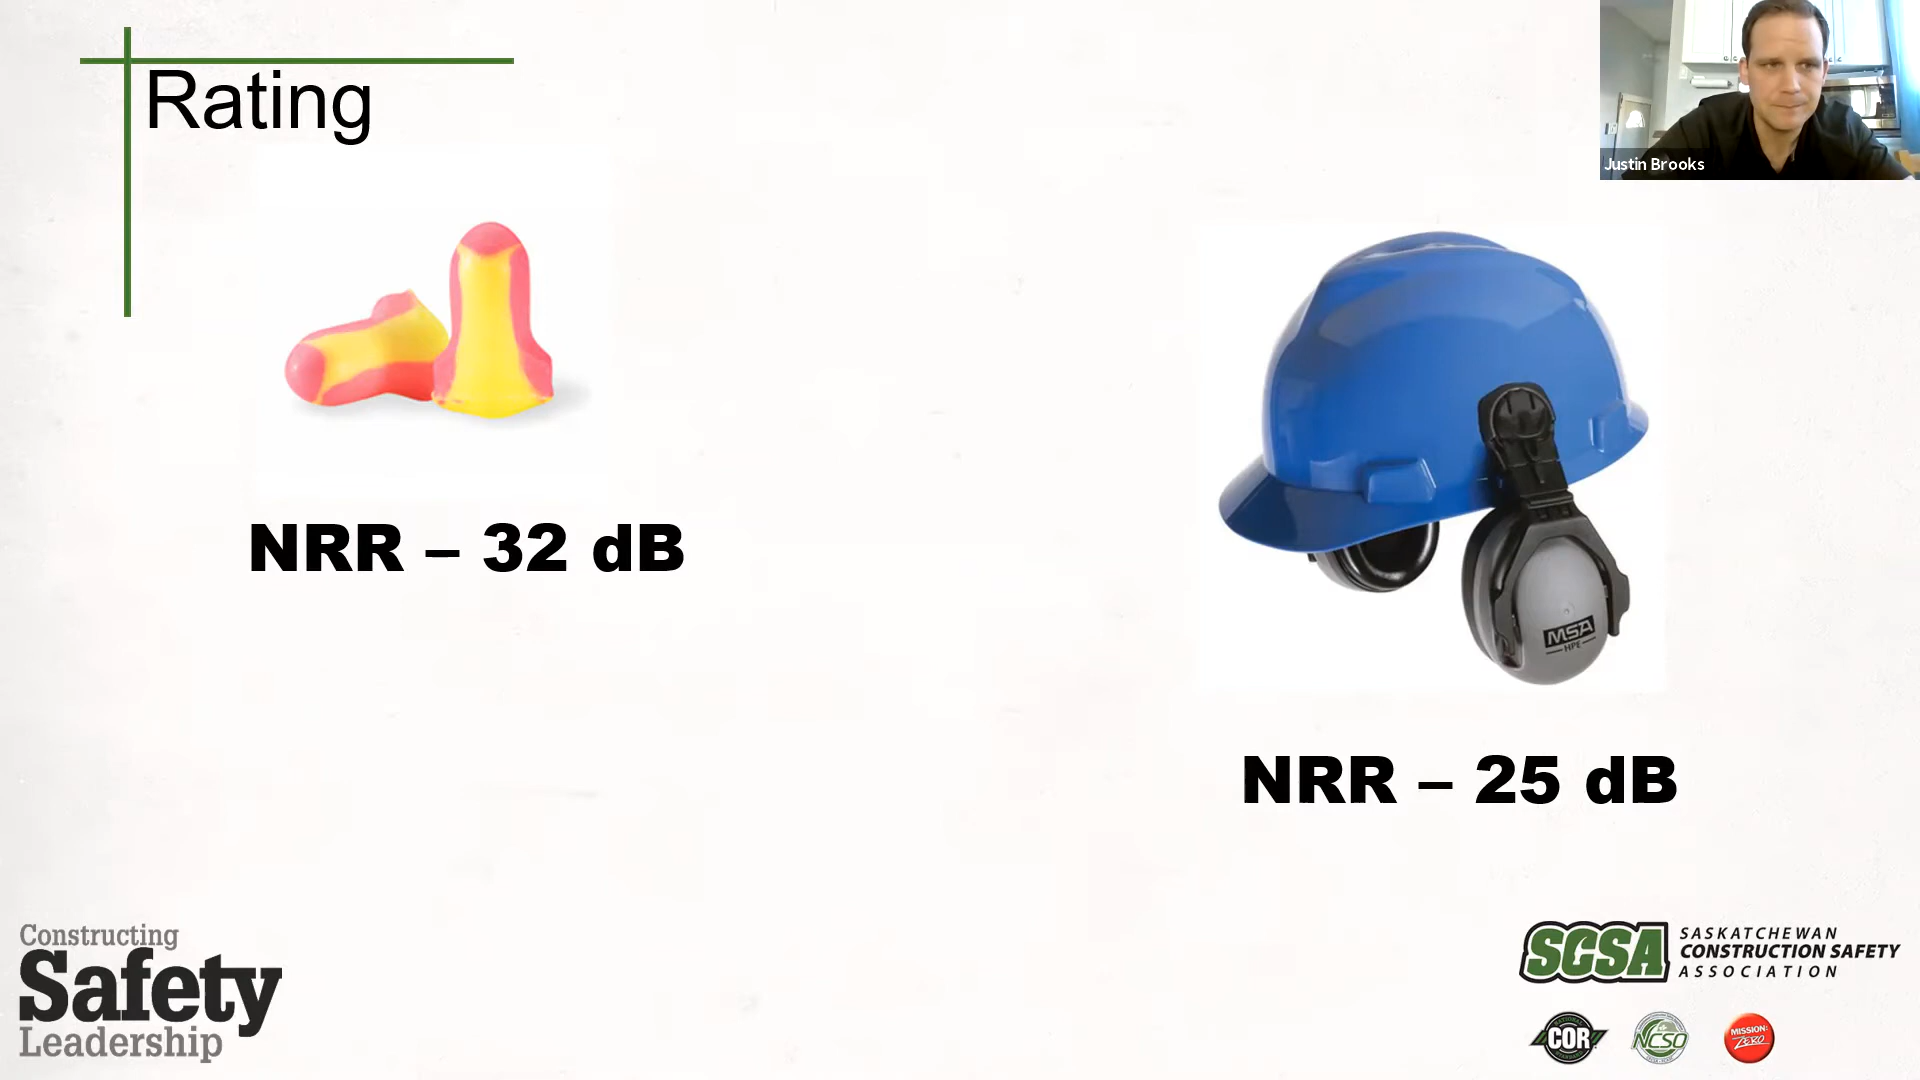 Rating
Justin Brooks
NRR – 32 dB
MSA
HPE
NRR – 25 dB
Constructing
Safety
Leadership
SCSA
SASKATCHEWAN
CONSTRUCTION SAFETY
ASSOCIATION
COR
NCSO
MISSION:
ZERO